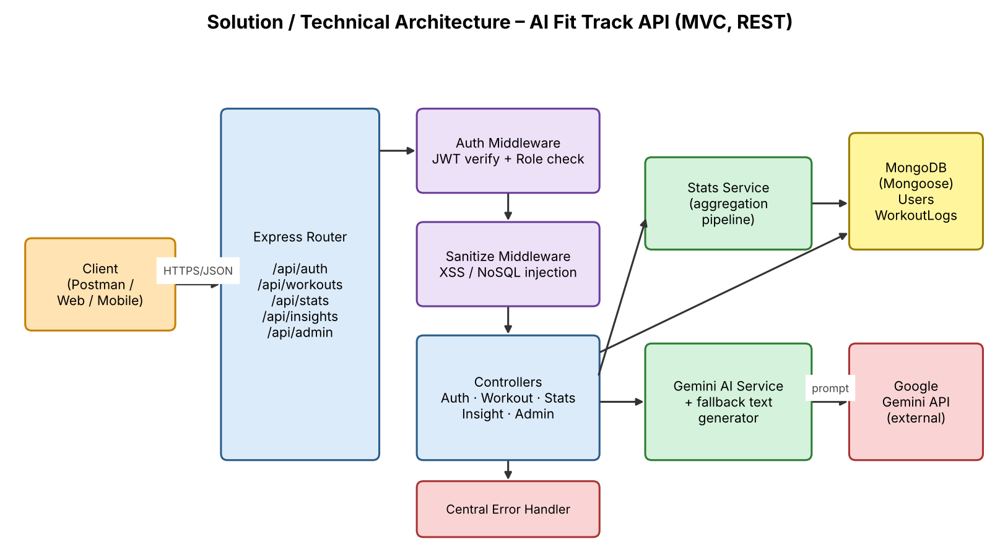 Solution / Technical Architecture – AI Fit Track API (MVC, REST)
Client
(Postman /
Web / Mobile)
HTTPS/JSON
Express Router
/api/auth
/api/workouts
/api/stats
/api/insights
/api/admin
Auth Middleware
JWT verify + Role check
Sanitize Middleware
XSS / NoSQL injection
Controllers
Auth · Workout · Stats
Insight · Admin
Central Error Handler
Stats Service
(aggregation
pipeline)
Gemini AI Service
+ fallback text
generator
prompt
MongoDB
(Mongoose)
Users
WorkoutLogs
Google
Gemini API
(external)